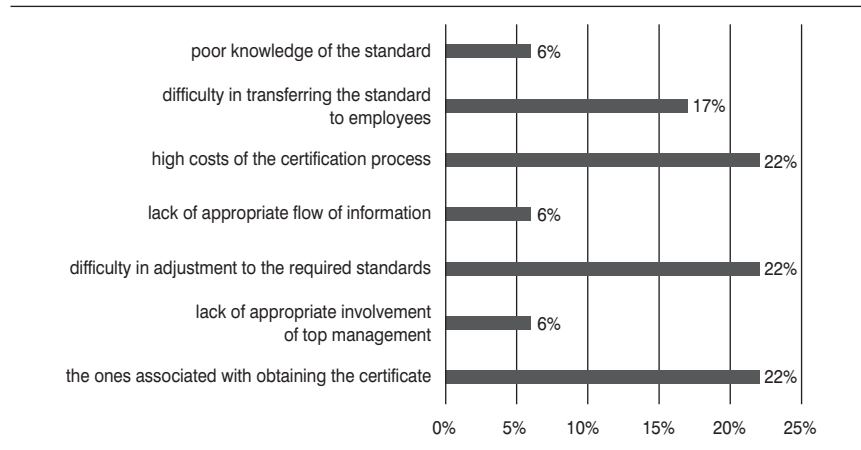 poor knowledge of the standard
6%
difficulty in transferring the standard
to employees
17%
high costs of the certification process
22%
lack of appropriate flow of information
6%
difficulty in adjustment to the required standards
22%
lack of appropriate involvement
of top management
6%
the ones associated with obtaining the certificate
22%
0% 5% 10% 15% 20% 25%